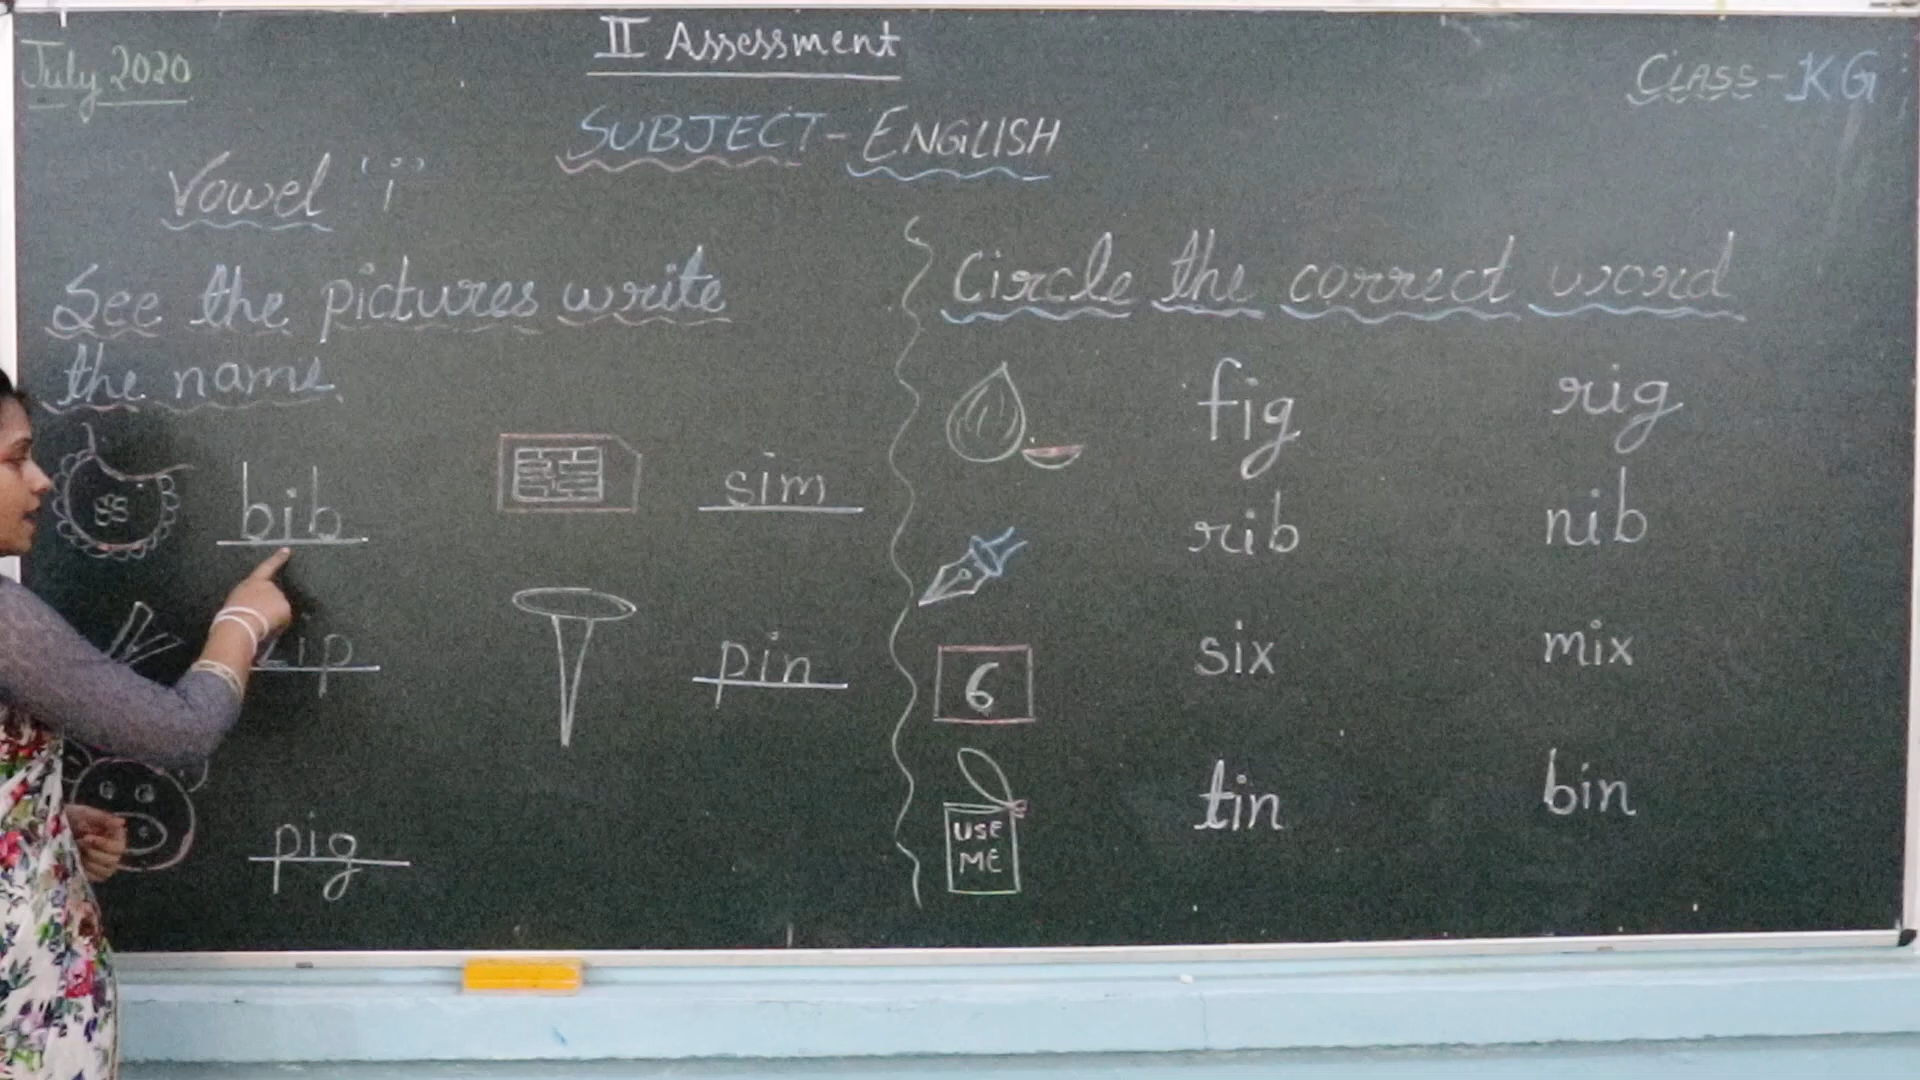 July 2020
II Assessment
CLASS - KG
SUBJECT - ENGLISH
Vowel 'i'
See the pictures write
the name.
bib
sim
zip
pin
pig
Circle the correct word
fig rig
rib nib
6 six mix
USE
ME
tin bin